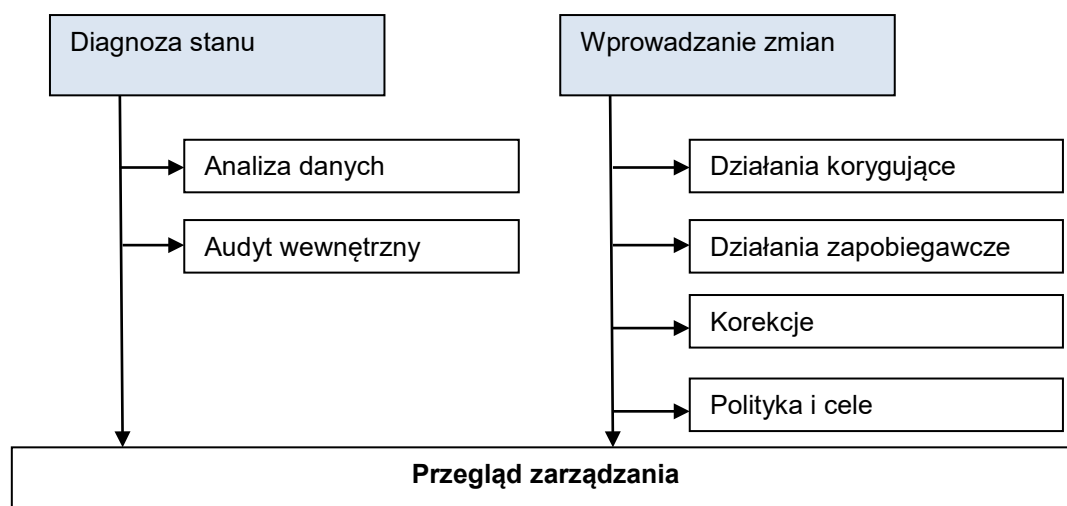 Diagnoza stanu
Analiza danych
Audyt wewnętrzny
Wprowadzanie zmian
Działania korygujące
Działania zapobiegawcze
Korekcje
Polityka i cele
Przegląd zarządzania